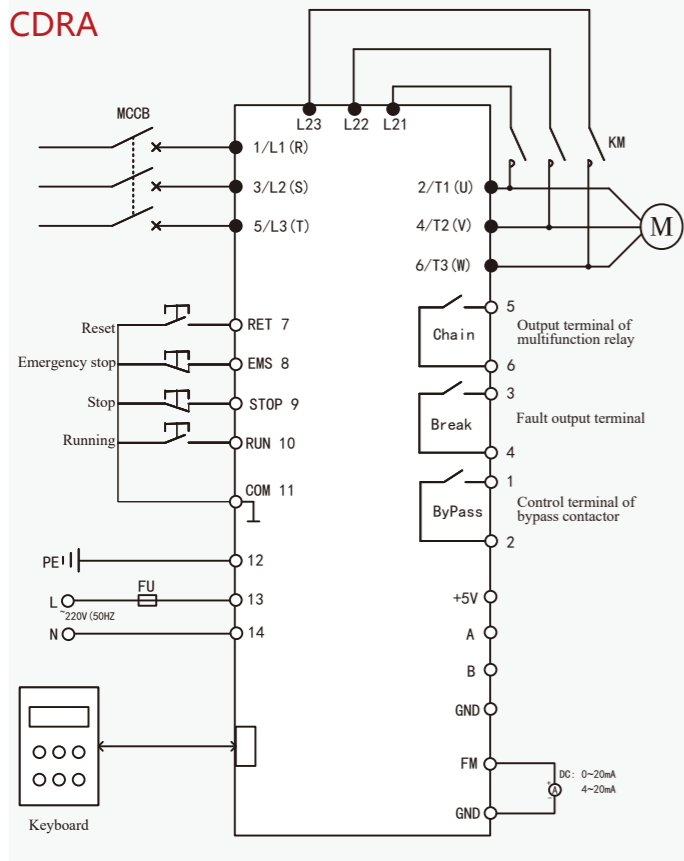 CDRA
MCCB
L23 L22 L21
KM
1/L1(R)
3/L2(S)
5/L3(T)
2/T1(U)
4/T2(V)
6/T3(W)
M
Reset
RET 7
Emergency stop
EMS 8
Stop
STOP 9
Running
RUN 10
COM 11
5
Chain
6
Output terminal of
multifunction relay
3
Break
4
Fault output terminal
1
ByPass
2
Control terminal of
bypass contactor
PE
12
L
FU
13
~220V(50HZ
N
14
+5V
A
B
GND
FM
GND
DC: 0~20mA
4~20mA
+
A
-
Keyboard